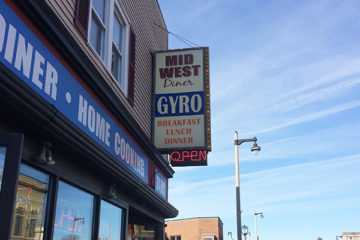 DINER • HOME COOKING
MID
WEST
Diner
GYRO
BREAKFAST
LUNCH
DINNER
OPEN